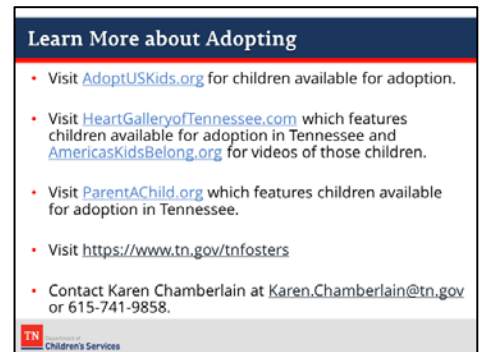 Learn More about Adopting
• Visit AdoptUSKids.org for children available for adoption.
• Visit HeartGalleryofTennessee.com which features
children available for adoption in Tennessee and
AmericasKidsBelong.org for videos of those children.
• Visit ParentAChild.org which features children available
for adoption in Tennessee.
• Visit https://www.tn.gov/tnfosters
• Contact Karen Chamberlain at Karen.Chamberlain@tn.gov
or 615-741-9858.
TN
Department of
Children's Services